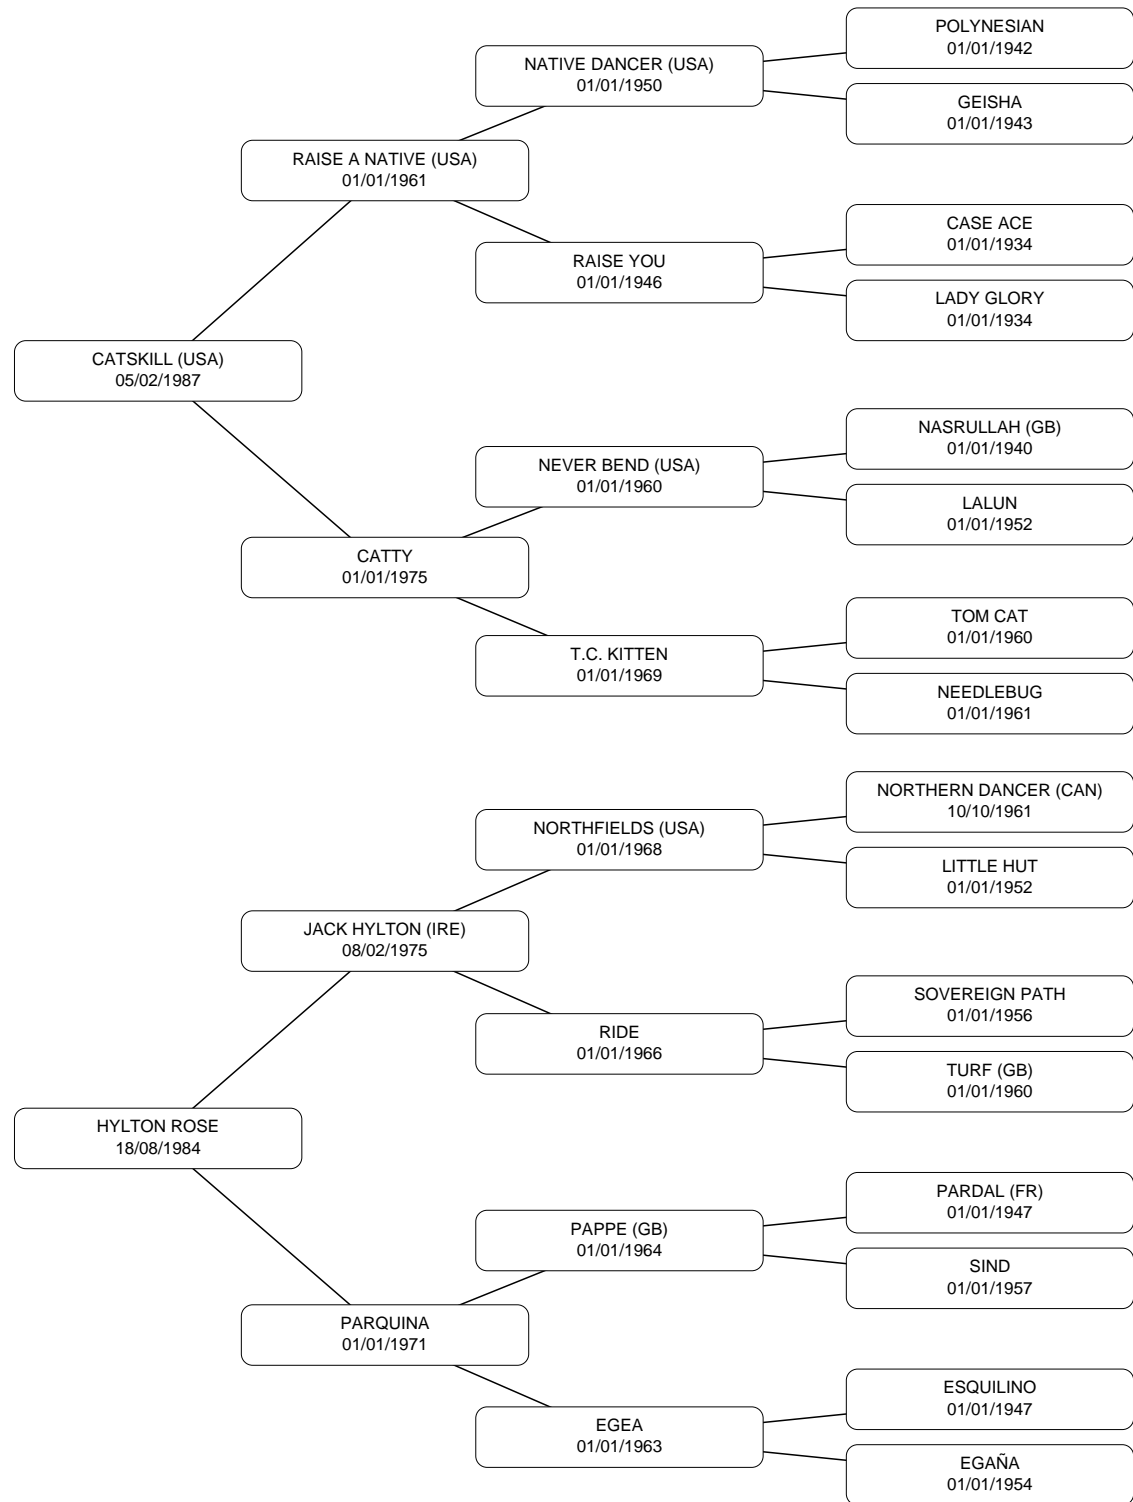 POLYNESIAN
01/01/1942
NATIVE DANCER (USA)
01/01/1950
GEISHA
01/01/1943
RAISE A NATIVE (USA)
01/01/1961
CASE ACE
01/01/1934
RAISE YOU
01/01/1946
LADY GLORY
01/01/1934
CATSKILL (USA)
05/02/1987
NASRULLAH (GB)
01/01/1940
NEVER BEND (USA)
01/01/1960
LALUN
01/01/1952
CATTY
01/01/1975
TOM CAT
01/01/1960
T.C. KITTEN
01/01/1969
NEEDLEBUG
01/01/1961
NORTHERN DANCER (CAN)
10/10/1961
NORTHFIELDS (USA)
01/01/1968
LITTLE HUT
01/01/1952
JACK HYLTON (IRE)
08/02/1975
SOVEREIGN PATH
01/01/1956
RIDE
01/01/1966
TURF (GB)
01/01/1960
HYLTON ROSE
18/08/1984
PARDAL (FR)
01/01/1947
PAPPE (GB)
01/01/1964
SIND
01/01/1957
PARQUINA
01/01/1971
ESQUILINO
01/01/1947
EGEA
01/01/1963
EGAÑA
01/01/1954